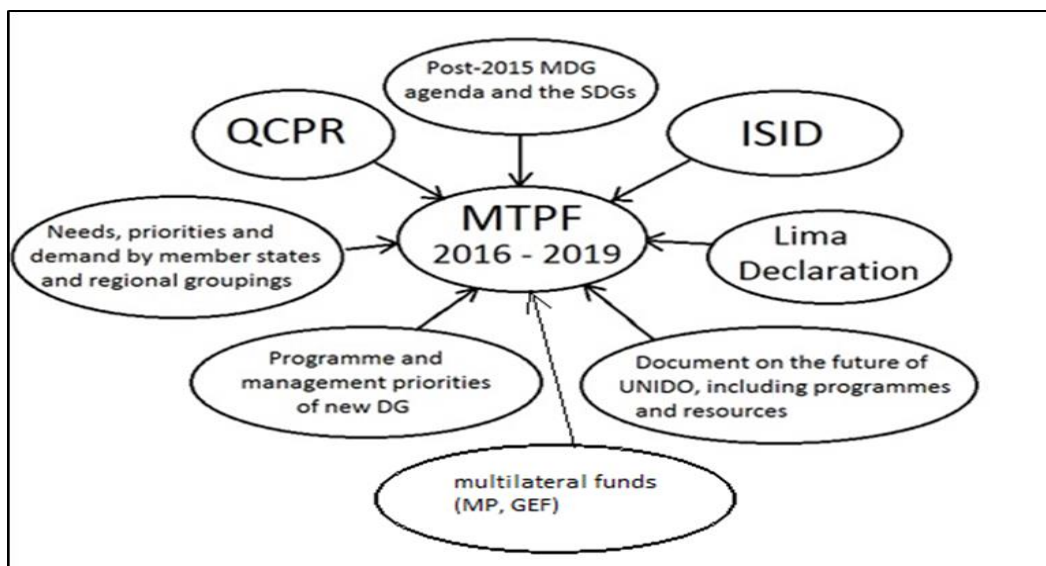 Post-2015 MDG
agenda and the SDGs
QCPR
ISID
MTPF
2016 - 2019
Needs, priorities and
demand by member states
and regional groupings
Lima
Declaration
Programme and
management priorities
of new DG
Document on the future of
UNIDO, including programmes
and resources
multilateral funds
(MP, GEF)